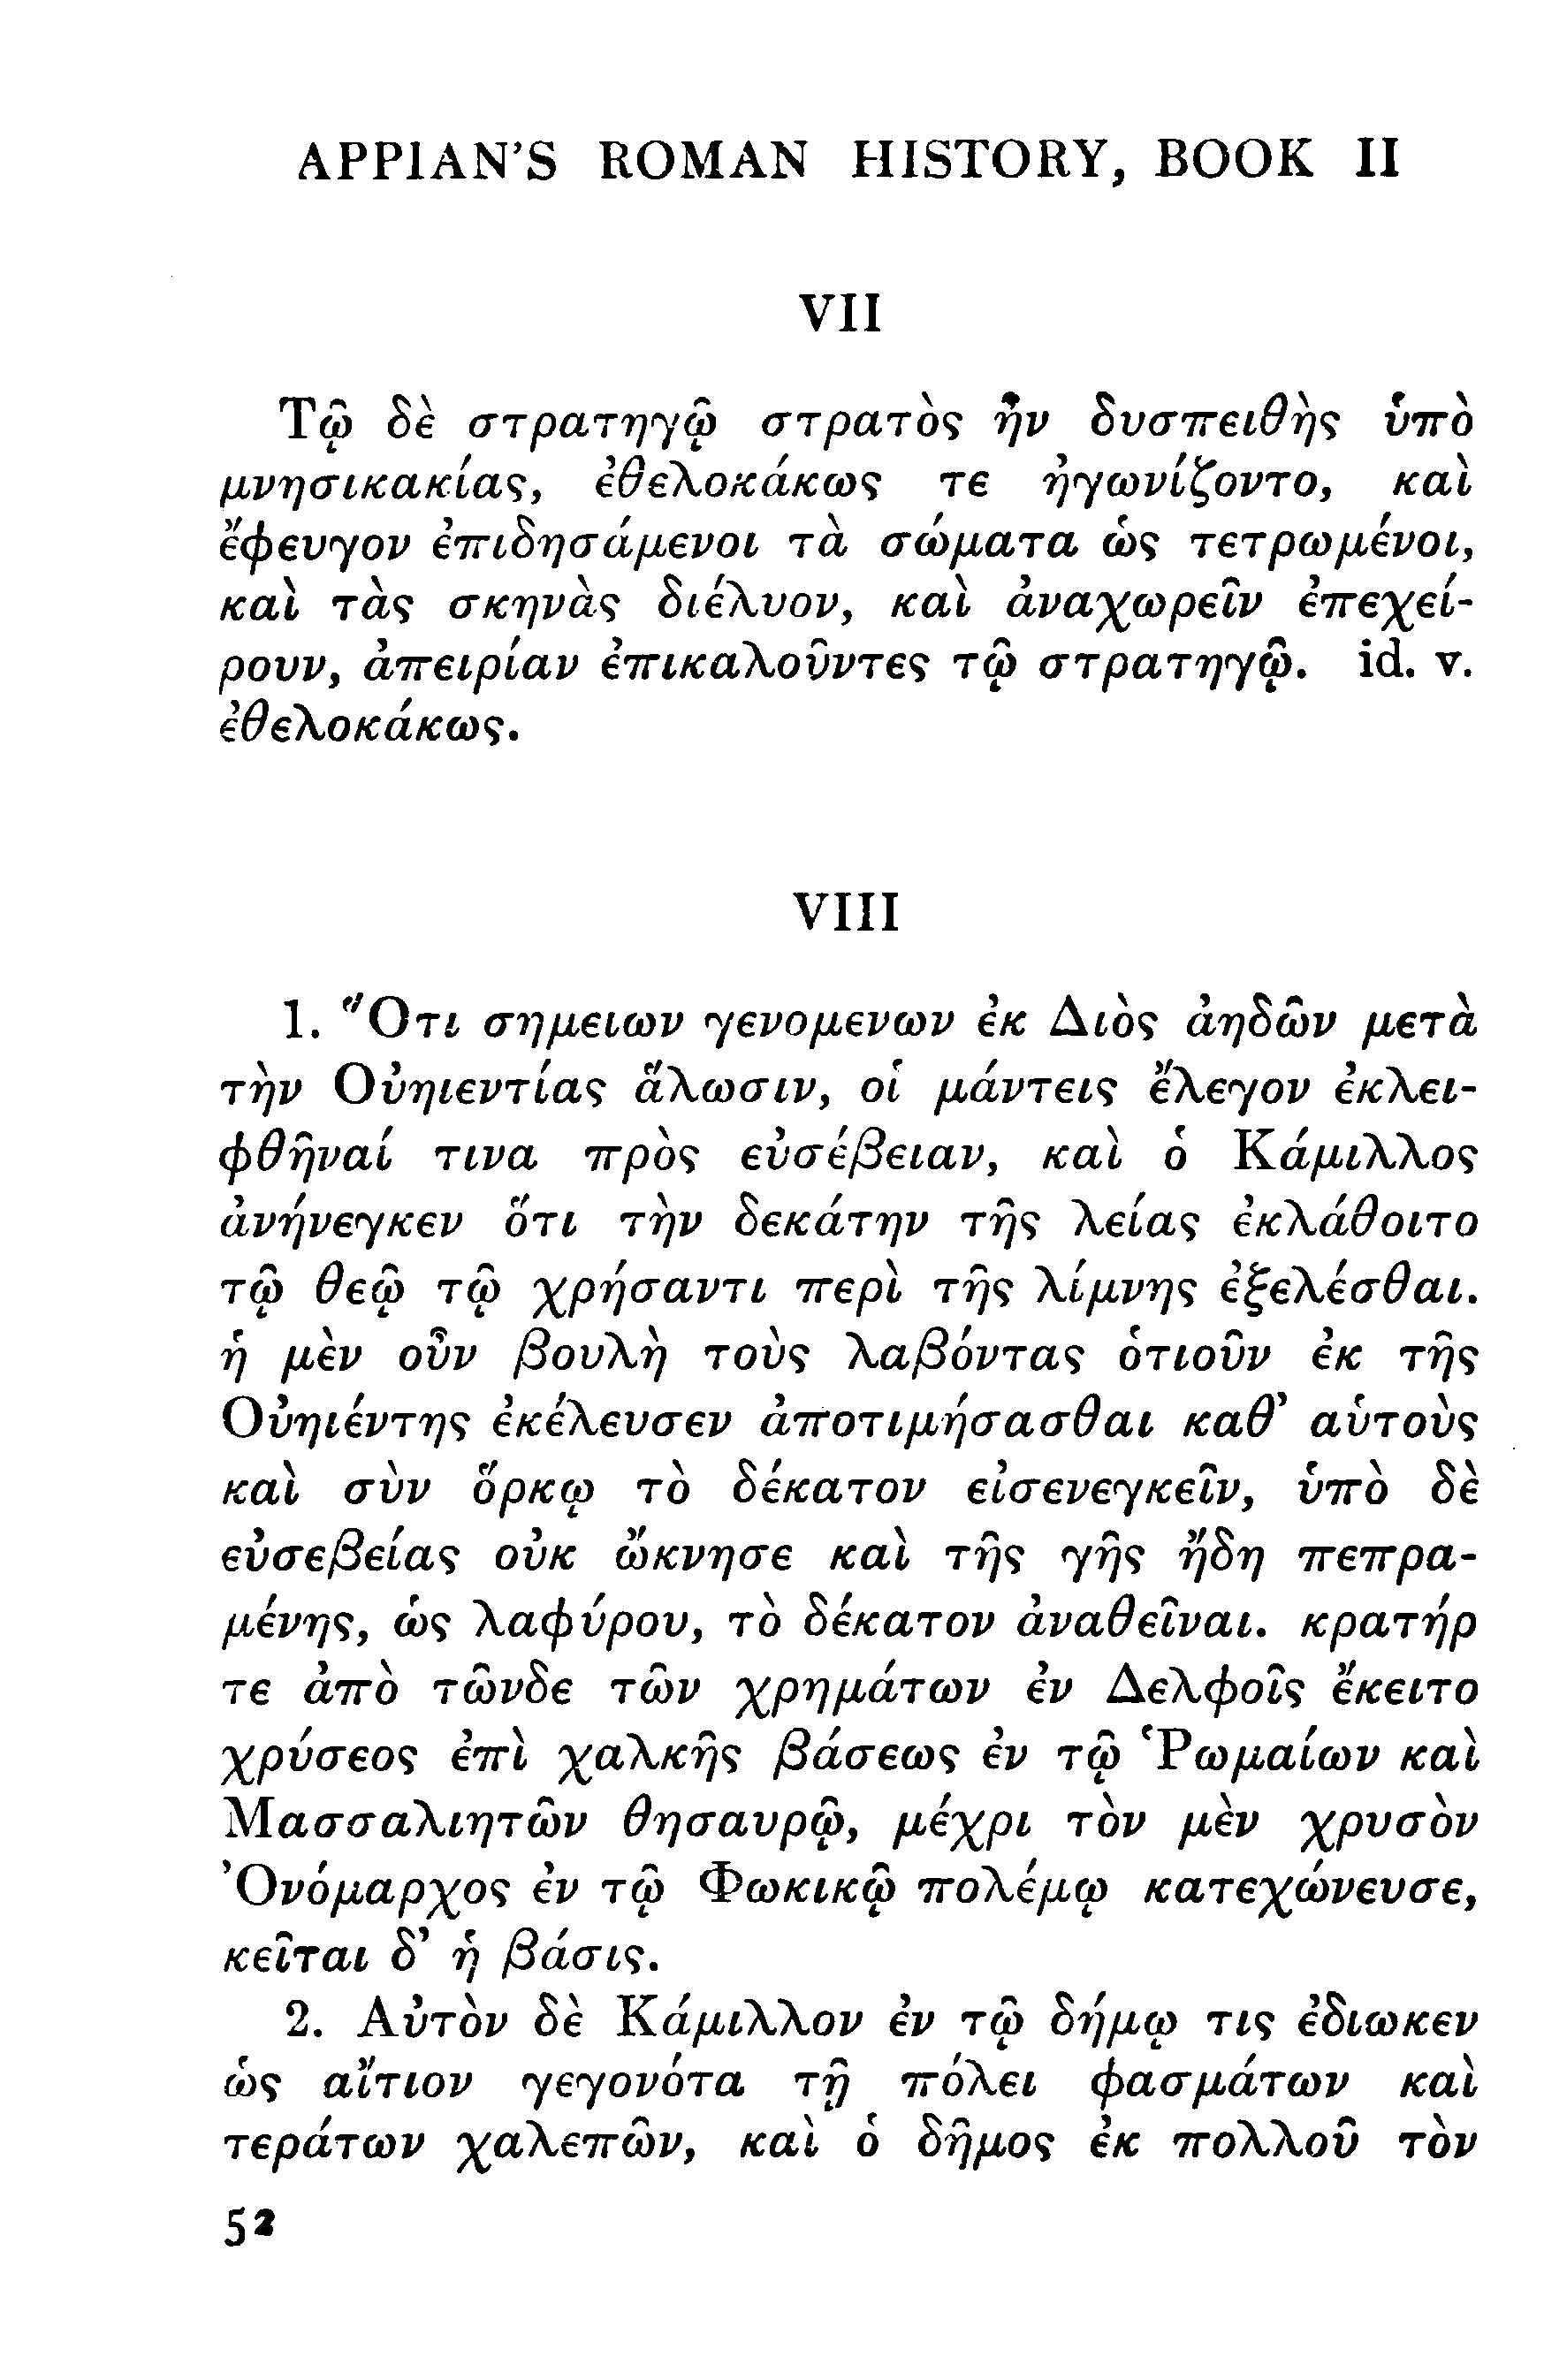 APPIAN'S ROMAN HISTORY, BOOK II
VII
Τῷ δὲ στρατηγῷ στρατὸς ἦν δυσπειθὴς ὑπὸ
μνησικακίας, ἐθελοκάκως τε ἠγωνίζοντο, καὶ
ἔφευγον ἐπιδησάμενοι τὰ σώματα ὡς τετρωμένοι,
καὶ τὰς σκηνὰς διέλυον, καὶ ἀναχωρεῖν ἐπεχεί-
ρουν, ἀπειρίαν ἐπικαλοῦντες τῷ στρατηγῷ. id. v.
ἐθελοκάκως.
VIII
1. Ὅτι σημειων γενομενων ἐκ Διὸς ἀηδῶν μετὰ
τὴν Οὐηιεντίας ἅλωσιν, οἱ μάντεις ἔλεγον ἐκλει-
φθῆναί τινα πρὸς εὐσέβειαν, καὶ ὁ Κάμιλλος
ἀνήνεγκεν ὅτι τὴν δεκάτην τῆς λείας ἐκλάθοιτο
τῷ θεῷ τῷ χρήσαντι περὶ τῆς λίμνης ἐξελέσθαι.
ἡ μὲν οὖν βουλὴ τοὺς λαβόντας ὁτιοῦν ἐκ τῆς
Οὐηιέντης ἐκέλευσεν ἀποτιμήσασθαι καθ' αὑτοὺς
καὶ σὺν ὅρκῳ τὸ δέκατον εἰσενεγκεῖν, ὑπὸ δὲ
εὐσεβείας οὐκ ὤκνησε καὶ τῆς γῆς ἤδη πεπρα-
μένης, ὡς λαφύρου, τὸ δέκατον ἀναθεῖναι. κρατήρ
τε ἀπὸ τῶνδε τῶν χρημάτων ἐν Δελφοῖς ἔκειτο
χρύσεος ἐπὶ χαλκῆς βάσεως ἐν τῷ Ῥωμαίων καὶ
Μασσαλιητῶν θησαυρῷ, μέχρι τὸν μὲν χρυσὸν
Ὀνόμαρχος ἐν τῷ Φωκικῷ πολέμῳ κατεχώνευσε,
κεῖται δ' ἡ βάσις.
2. Αὐτὸν δὲ Κάμιλλον ἐν τῷ δήμῳ τις ἐδιωκεν
ὡς αἴτιον γεγονότα τῇ πόλει φασμάτων καὶ
τεράτων χαλεπῶν, καὶ ὁ δῆμος ἐκ πολλοῦ τὸν
52